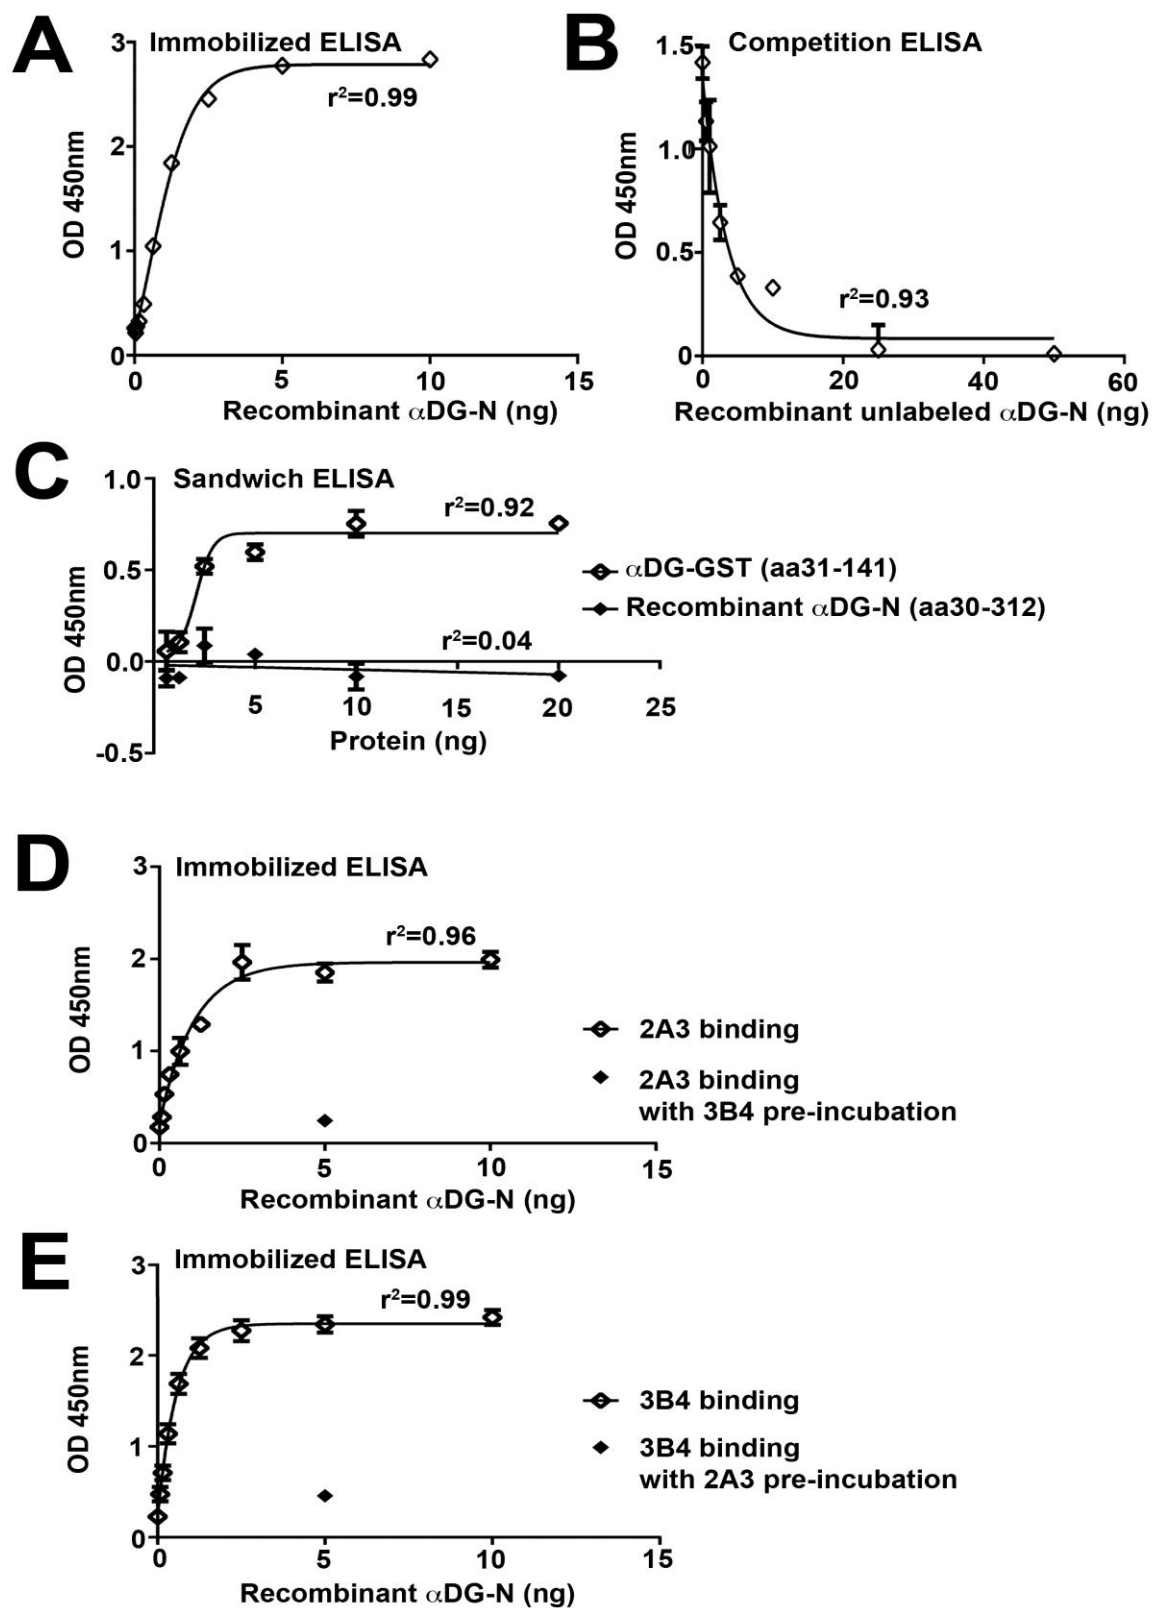 A
Immobilized ELISA
3
2
1
0
OD 450nm
r²=0.99
0 5 10 15
Recombinant αDG-N (ng)
B
Competition ELISA
1.5
1.0
0.5
0
OD 450nm
r²=0.93
0 20 40 60
Recombinant unlabeled αDG-N (ng)
C
Sandwich ELISA
1.0
0.5
0.0
-0.5
OD 450nm
r²=0.92
r²=0.04
5 10 15 20 25
Protein (ng)
αDG-GST (aa31-141)
Recombinant αDG-N (aa30-312)
D
Immobilized ELISA
3
2
1
0
OD 450nm
r²=0.96
0 5 10 15
Recombinant αDG-N (ng)
2A3 binding
2A3 binding
with 3B4 pre-incubation
E
Immobilized ELISA
3
2
1
0
OD 450nm
r²=0.99
0 5 10 15
Recombinant αDG-N (ng)
3B4 binding
3B4 binding
with 2A3 pre-incubation